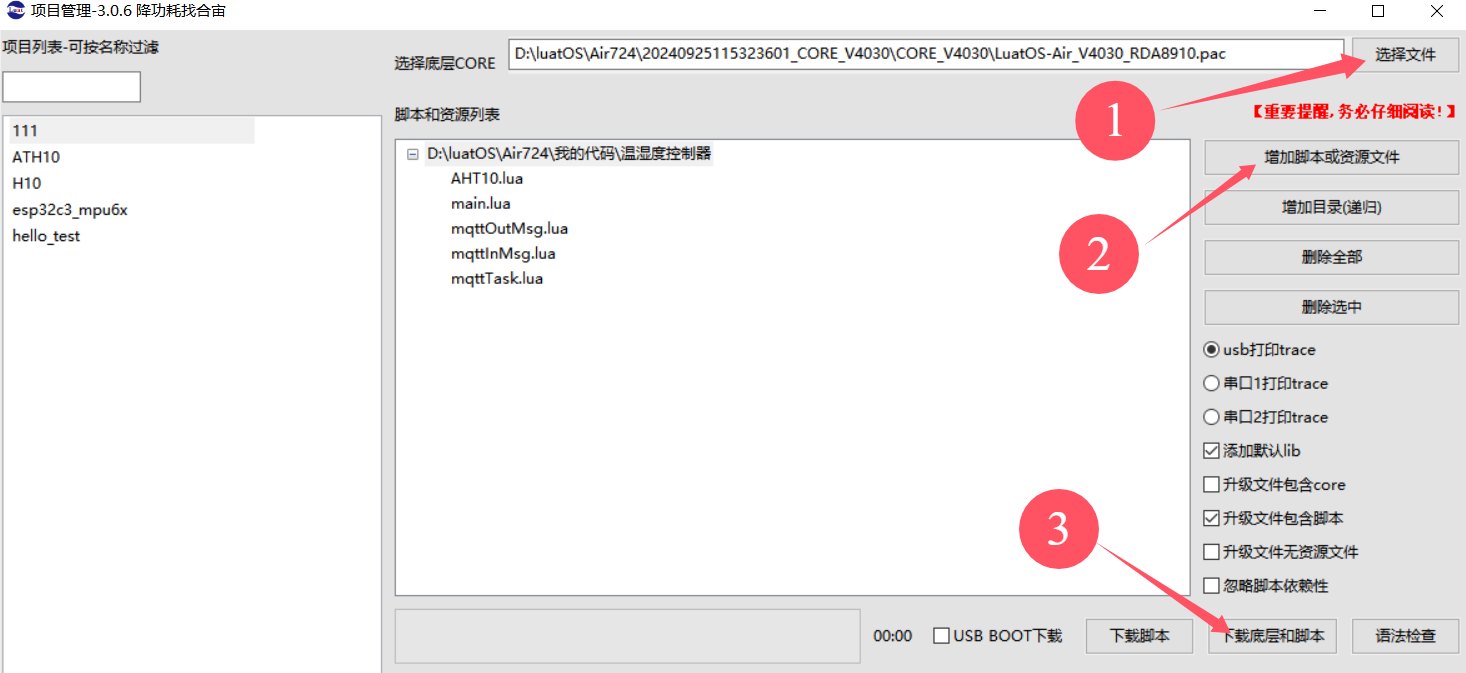 项目管理-3.0.6 降功耗找合宙
项目列表-可按名称过滤
选择底层CORE
D:\luatOS\Air724\20240925115323601_CORE_V4030\CORE_V4030\LuatOS-Air_V4030_RDA8910.pac
选择文件
1
脚本和资源列表
【重要提醒,务必仔细阅读!】
111
ATH10
H10
esp32c3_mpu6x
hello_test
D:\luatOS\Air724\我的代码\温湿度控制器
AHT10.lua
main.lua
mqttOutMsg.lua
mqttInMsg.lua
mqttTask.lua
2
增加脚本或资源文件
增加目录(递归)
删除全部
删除选中
usb打印trace
串口1打印trace
串口2打印trace
添加默认lib
升级文件包含core
升级文件包含脚本
升级文件无资源文件
忽略脚本依赖性
3
00:00
USB BOOT下载
下载脚本
下载底层和脚本
语法检查